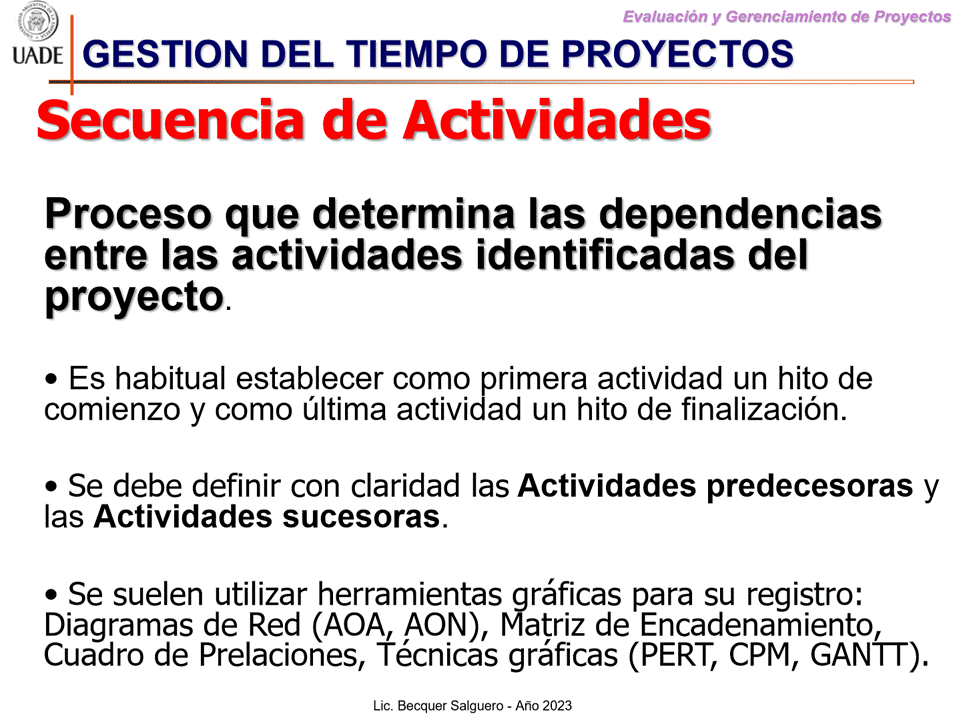 Evaluación y Gerenciamiento de Proyectos
UADE
GESTION DEL TIEMPO DE PROYECTOS
Secuencia de Actividades
Proceso que determina las dependencias
entre las actividades identificadas del
proyecto.
• Es habitual establecer como primera actividad un hito de
comienzo y como última actividad un hito de finalización.
• Se debe definir con claridad las Actividades predecesoras y
las Actividades sucesoras.
• Se suelen utilizar herramientas gráficas para su registro:
Diagramas de Red (AOA, AON), Matriz de Encadenamiento,
Cuadro de Prelaciones, Técnicas gráficas (PERT, CPM, GANTT).
Lic. Becquer Salguero - Año 2023